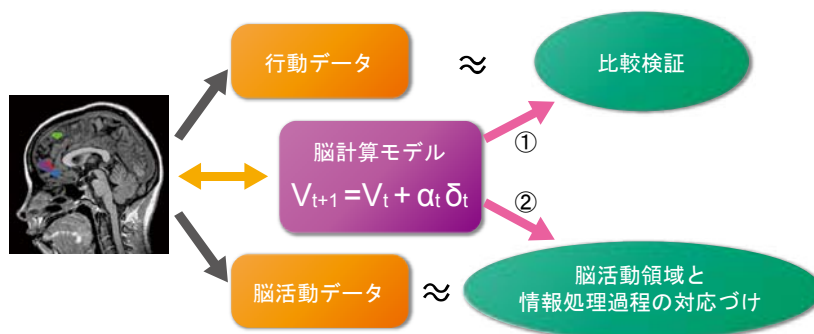 行動データ
≈
比較検証
脳計算モデル
①
Vt+1=Vt+αtδt
②
脳活動データ
≈
脳活動領域と
情報処理過程の対応づけ